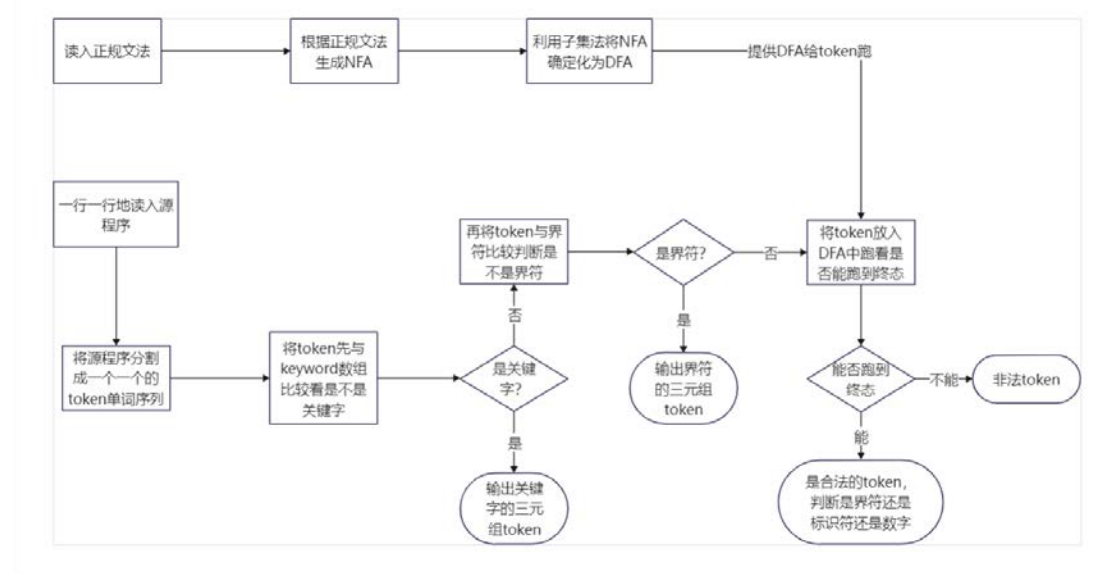 读入正规文法
根据正规文法
生成NFA
利用子集法将NFA
确定化为DFA
提供DFA给token跑
一行一行地读入源
程序
再将token与界
符比较判断是
不是界符
是界符?
否
将token放入
DFA中跑看是
否能跑到终态
否
是
将源程序分割
成一个一个的
token单词序列
将token先与
keyword数组
比较看是不是
关键字
是关键
字?
输出界符
的三元组
token
能否跑到
终态
不能
非法token
是
能
输出关键
字的三元
组token
是合法的token,
判断是界符还是
标识符还是数字